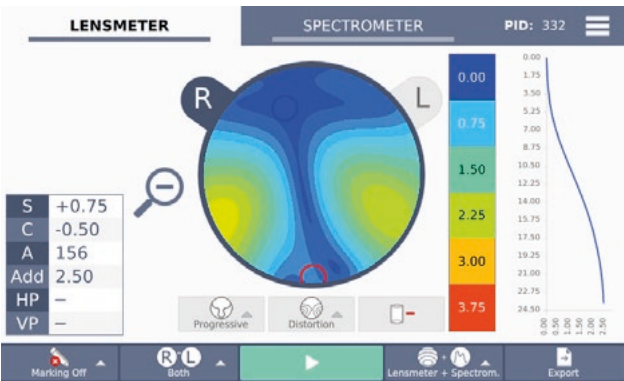 LENSMETER
SPECTROMETER
PID: 332
R
L
S +0.75
C -0.50
A 156
Add 2.50
HP –
VP –
0.00
0.75
1.50
2.25
3.00
3.75
0.00
1.75
3.50
5.25
7.00
8.75
10.50
12.25
14.00
15.75
17.50
19.25
21.00
22.75
24.50
0.00
0.50
1.00
1.50
2.00
2.50
Progressive
Distortion
Marking Off
R·L
Both
Lensmeter + Spectrom.
Export